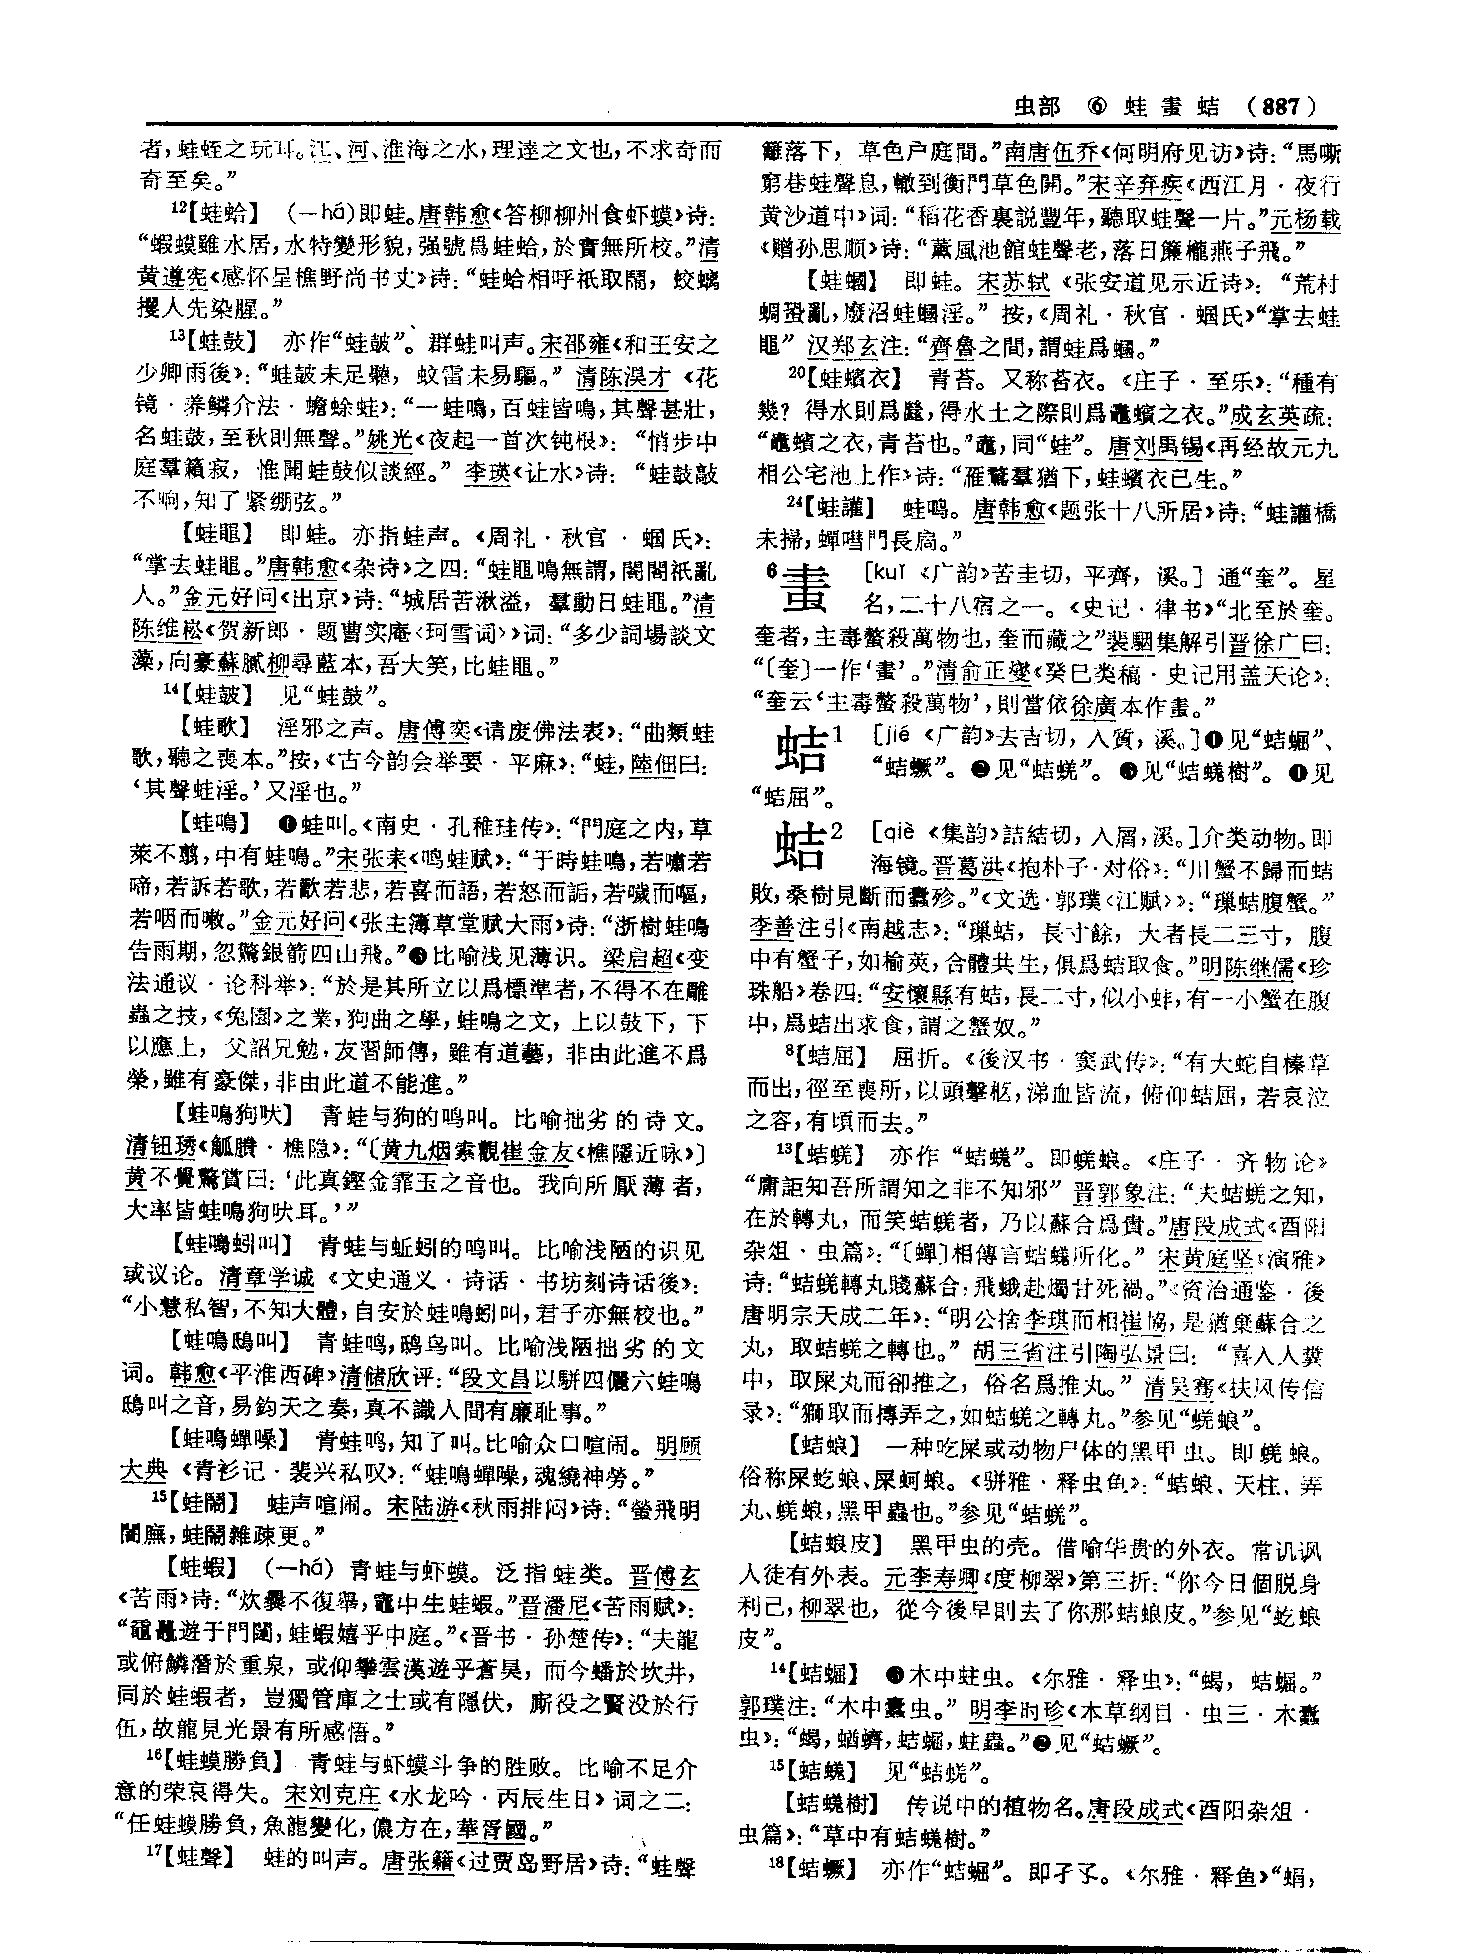 虫部 ⑥ 蛙 䖯 蛣 (887)
者，蛙蛭之玩耳。江、河、淮海之水，理達之文也，不求奇而
奇至矣。”
12【蛙蛤】 (一há)即蛙。唐韩愈《答柳柳州食虾蟆》诗：
“蝦蟆雖水居，水特變形貌，强號爲蛙蛤，於實無所校。”清
黄遵宪《感怀呈樵野尚书丈》诗：“蛙蛤相呼祇取鬧，蛟螭
攫人先染腥。”
13【蛙鼓】 亦作“蛙皷”。群蛙叫声。宋邵雍《和王安之
少卿雨後》：“蛙皷未足聽，蚊雷未易驅。”清陈淏才《花
镜·养鳞介法·蟾蜍蛙》：“一蛙鳴，百蛙皆鳴，其聲甚壯，
名蛙鼓，至秋則無聲。”姚光《夜起一首次钝根》：“悄步中
庭羣籟寂，惟聞蛙鼓似談經。”李瑛《让水》诗：“蛙鼓敲
不响，知了紧绷弦。”
【蛙黽】 即蛙。亦指蛙声。《周礼·秋官·蝈氏》：
“掌去蛙黽。”唐韩愈《杂诗》之四：“蛙黽鳴無謂，閤閤祇亂
人。”金元好问《出京》诗：“城居苦湫溢，羣動日蛙黽。”清
陈维崧《贺新郎·题曹实庵〈珂雪词〉》词：“多少詞場談文
藻，向豪蘇膩柳尋藍本，吾大笑，比蛙黽。”
14【蛙皷】 见“蛙鼓”。
【蛙歌】 淫邪之声。唐傅奕《请废佛法表》：“曲類蛙
歌，聽之喪本。”按，《古今韵会举要·平麻》：“蛙，陸佃曰：
‘其聲蛙淫。’又淫也。”
【蛙鳴】 ❶蛙叫。《南史·孔稚珪传》：“門庭之内，草
萊不翦，中有蛙鳴。”宋张耒《鸣蛙赋》：“于時蛙鳴，若嘯若
啼，若訴若歌，若歡若悲，若喜而語，若怒而詬，若噦而嘔，
若咽而嗽。”金元好问《张主簿草堂赋大雨》诗：“浙樹蛙鳴
告雨期，忽驚銀箭四山飛。”❷比喻浅见薄识。梁启超《变
法通议·论科举》：“於是其所立以爲標準者，不得不在雕
蟲之技，《兔園》之業，狗曲之學，蛙鳴之文，上以鼓下，下
以應上，父詔兄勉，友習師傳，雖有道藝，非由此進不爲
榮，雖有豪傑，非由此道不能進。”
【蛙鳴狗吠】 青蛙与狗的鸣叫。比喻拙劣的诗文。
清钮琇《觚賸·樵隐》：“〔黄九烟索觀崔金友《樵隱近咏》〕
黄不覺驚賞曰：‘此真鏗金霏玉之音也。我向所厭薄者，
大率皆蛙鳴狗吠耳。’”
【蛙鳴蚓叫】 青蛙与蚯蚓的鸣叫。比喻浅陋的识见
或议论。清章学诚《文史通义·诗话·书坊刻诗话後》：
“小慧私智，不知大體，自安於蛙鳴蚓叫，君子亦無校也。”
【蛙鳴鴟叫】 青蛙鸣，鸱鸟叫。比喻浅陋拙劣的文
词。韩愈《平淮西碑》清储欣评：“段文昌以駢四儷六蛙鳴
鴟叫之音，易鈞天之奏，真不識人間有廉耻事。”
【蛙鳴蟬噪】 青蛙鸣，知了叫。比喻众口喧闹。明顾
大典《青衫记·裴兴私叹》：“蛙鳴蟬噪，魂繞神勞。”
15【蛙鬧】 蛙声喧闹。宋陆游《秋雨排闷》诗：“螢飛明
闇廡，蛙鬧雜疎更。”
【蛙蝦】 (一há) 青蛙与虾蟆。泛指蛙类。晋傅玄
《苦雨》诗：“炊爨不復舉，竈中生蛙蝦。”晋潘尼《苦雨赋》：
“黿鼉遊于門闥，蛙蝦嬉乎中庭。”《晋书·孙楚传》：“夫龍
或俯鱗潛於重泉，或仰攀雲漢遊乎蒼昊，而今蟠於坎井，
同於蛙蝦者，豈獨管庫之士或有隱伏，廝役之賢没於行
伍，故龍見光景有所感悟。”
16【蛙蟆勝負】 青蛙与虾蟆斗争的胜败。比喻不足介
意的荣哀得失。宋刘克庄《水龙吟·丙辰生日》词之二：
“任蛙蟆勝負，魚龍變化，儂方在，華胥國。”
17【蛙聲】 蛙的叫声。唐张籍《过贾岛野居》诗：“蛙聲
籬落下，草色户庭間。”南唐伍乔《何明府见访》诗：“馬嘶
窮巷蛙聲息，轍到衡門草色開。”宋辛弃疾《西江月·夜行
黄沙道中》词：“稻花香裏説豐年，聽取蛙聲一片。”元杨载
《赠孙思顺》诗：“薰風池館蛙聲老，落日簾櫳燕子飛。”
【蛙蟈】 即蛙。宋苏轼《张安道见示近诗》：“荒村
蜩蛩亂，廢沼蛙蟈淫。”按，《周礼·秋官·蝈氏》“掌去蛙
黽”汉郑玄注：“齊魯之間，謂蛙爲蟈。”
20【蛙蠙衣】 青苔。又称苔衣。《庄子·至乐》：“種有
幾？得水則爲㡭，得水土之際則爲鼃蠙之衣。”成玄英疏：
“鼃蠙之衣，青苔也。”鼃，同“蛙”。唐刘禹锡《再经故元九
相公宅池上作》诗：“雁鶩羣猶下，蛙蠙衣已生。”
24【蛙讙】 蛙鸣。唐韩愈《题张十八所居》诗：“蛙讙橋
未掃，蟬嘒門長扃。”
6䖯 [kuí《广韵》苦圭切，平齊，溪。] 通“奎”。星
名，二十八宿之一。《史记·律书》“北至於奎。
奎者，主毒螫殺萬物也，奎而藏之”裴駰集解引晋徐广曰：
“〔奎〕一作‘䖯’。”清俞正燮《癸巳类稿·史记用盖天论》：
“奎云‘主毒螫殺萬物’，則當依徐廣本作䖯。”
蛣1 [jié《广韵》去吉切，入質，溪。]❶见“蛣蜛”、
“蛣蟩”。❷见“蛣蜣”。❸见“蛣蠛樹”。❹见
“蛣屈”。
蛣2 [qiè《集韵》詰結切，入屑，溪。]介类动物。即
海镜。晋葛洪《抱朴子·对俗》：“川蟹不歸而蛣
敗，桑樹見斷而蠹殄。”《文选·郭璞〈江赋〉》：“璅蛣腹蟹。”
李善注引《南越志》：“璅蛣，長寸餘，大者長二三寸，腹
中有蟹子，如榆莢，合體共生，俱爲蛣取食。”明陈继儒《珍
珠船》卷四：“安懷縣有蛣，長二寸，似小蚌，有一小蟹在腹
中，爲蛣出求食，謂之蟹奴。”
8【蛣屈】 屈折。《後汉书·窦武传》：“有大蛇自榛草
而出，徑至喪所，以頭擊柩，涕血皆流，俯仰蛣屈，若哀泣
之容，有頃而去。”
13【蛣蜣】 亦作“蛣蠛”。即蜣螂。《庄子·齐物论》
“庸詎知吾所謂知之非不知邪”晋郭象注：“夫蛣蜣之知，
在於轉丸，而笑蛣蜣者，乃以蘇合爲貴。”唐段成式《酉阳
杂俎·虫篇》：“〔蟬〕相傳言蛣蠛所化。”宋黄庭坚《演雅》
诗：“蛣蜣轉丸賤蘇合，飛蛾赴燭甘死禍。”《资治通鉴·後
唐明宗天成二年》：“明公捨李琪而相崔協，是猶棄蘇合之
丸，取蛣蜣之轉也。”胡三省注引陶弘景曰：“喜入人糞
中，取屎丸而卻推之，俗名爲推丸。”清吴骞《扶风传信
录》：“獅取而摶弄之，如蛣蜣之轉丸。”参见“蜣螂”。
【蛣蜋】 一种吃屎或动物尸体的黑甲虫。即蜣螂。
俗称屎虼蜋、屎蚵蜋。《骈雅·释虫鱼》：“蛣蜋、天柱、弄
丸、蜣蜋，黑甲蟲也。”参见“蛣蜣”。
【蛣蜋皮】 黑甲虫的壳。借喻华贵的外衣。常讥讽
人徒有外表。元李寿卿《度柳翠》第三折：“你今日個脱身
利己，柳翠也，從今後早則去了你那蛣蜋皮。”参见“虼蜋
皮”。
14【蛣蜛】 ❶木中蛀虫。《尔雅·释虫》：“蝎，蛣蜛。”
郭璞注：“木中蠹虫。”明李时珍《本草纲目·虫三·木蠹
虫》：“蝎，蝤蠐，蛣蜛，蛀蟲。”❷见“蛣蟩”。
15【蛣蠛】 见“蛣蜣”。
【蛣蠛樹】 传说中的植物名。唐段成式《酉阳杂俎·
虫篇》：“草中有蛣蠛樹。”
18【蛣蟩】 亦作“蛣蜛”。即孑孓。《尔雅·释鱼》“蜎，